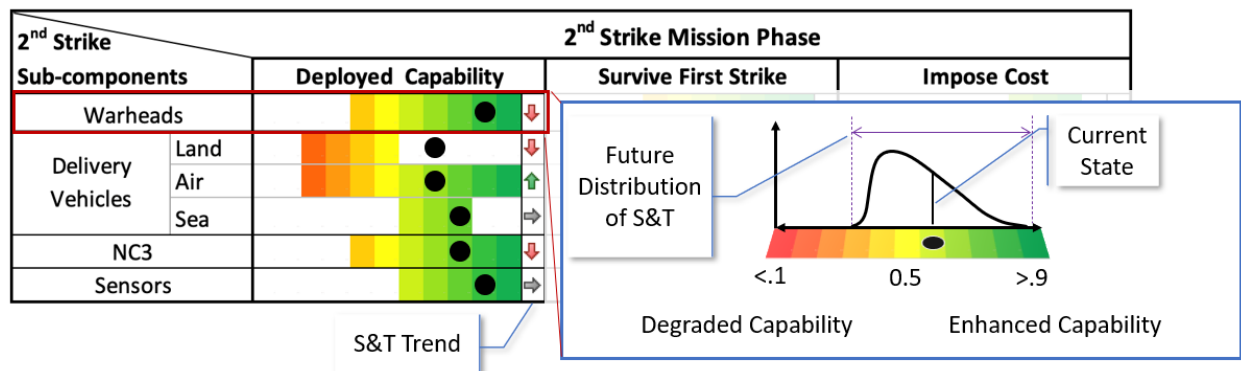 2nd Strike
2nd Strike Mission Phase
Sub-components
Deployed Capability
Survive First Strike
Impose Cost
Warheads
Delivery
Vehicles
Land
Air
Sea
NC3
Sensors
S&T Trend
Future
Distribution
of S&T
Current
State
<.1
0.5
>.9
Degraded Capability
Enhanced Capability